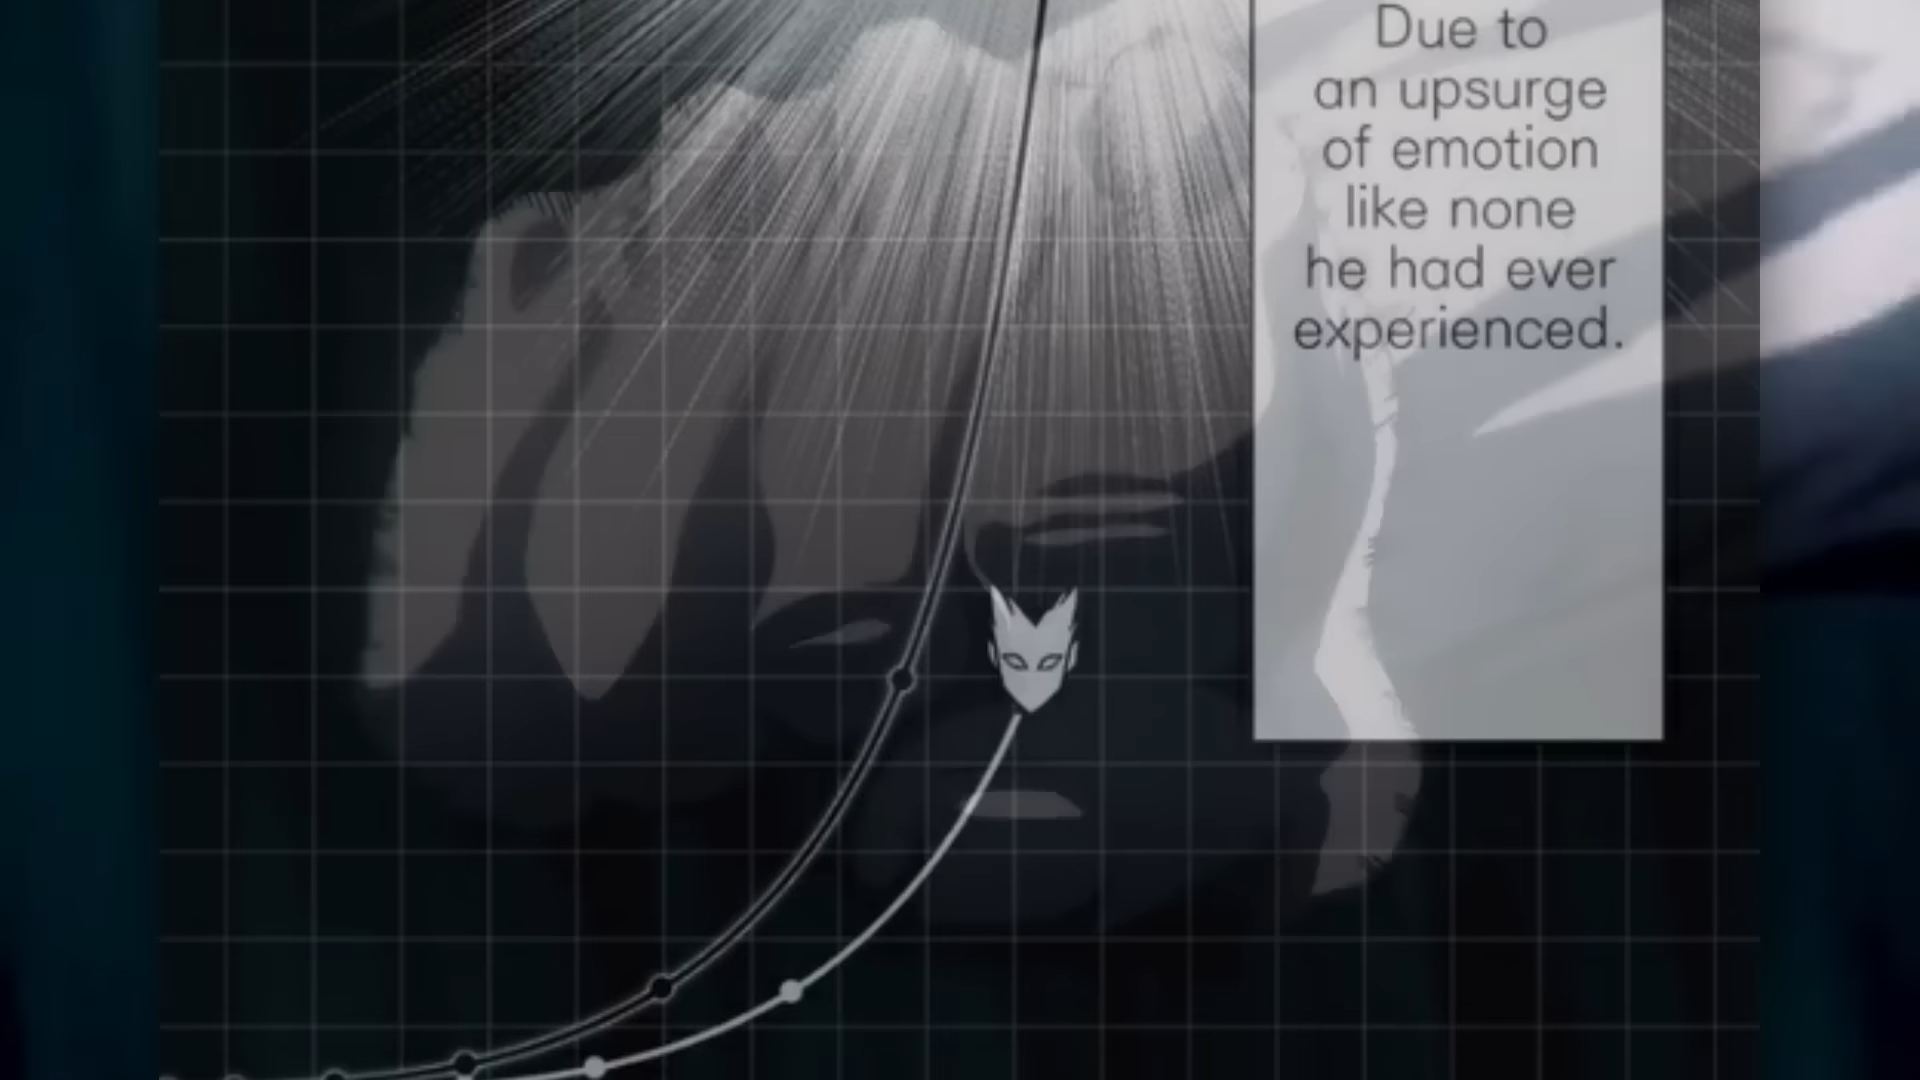 Due to
an upsurge
of emotion
like none
he had ever
experienced.